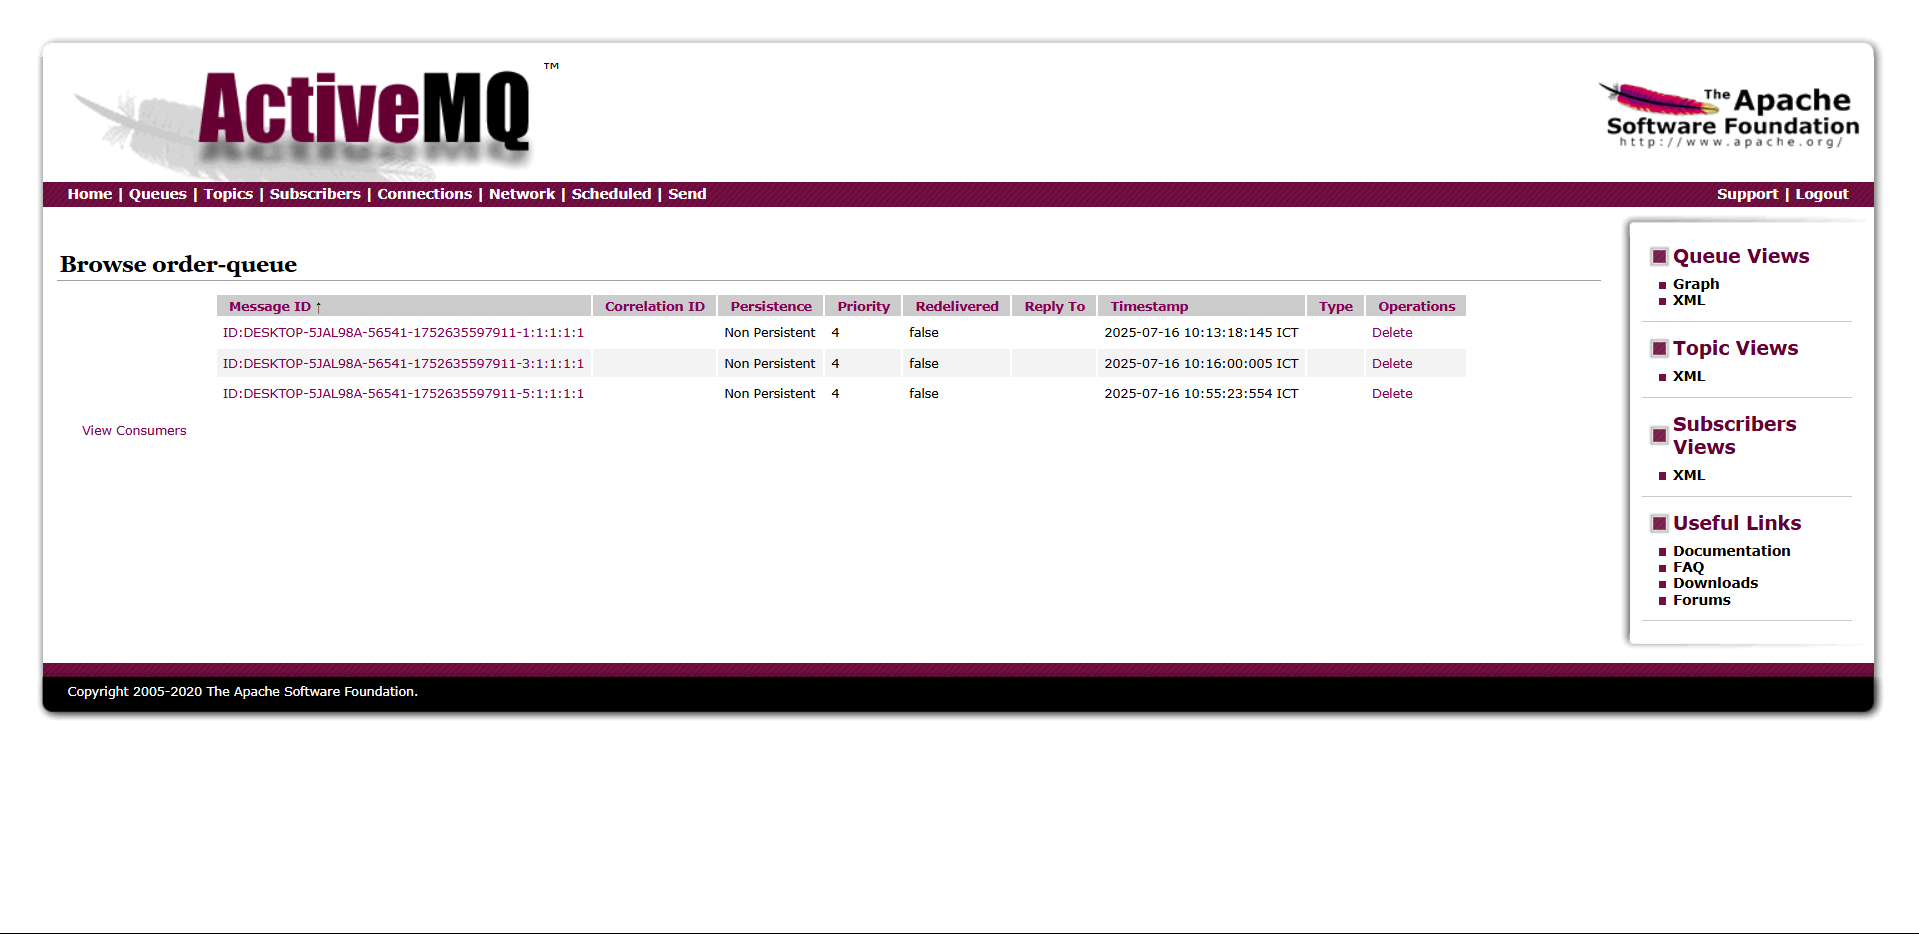 ActiveMQ ™
The Apache
Software Foundation
http://www.apache.org/
Home | Queues | Topics | Subscribers | Connections | Network | Scheduled | Send
Support | Logout
Browse order-queue
Message ID ↑ Correlation ID Persistence Priority Redelivered Reply To Timestamp Type Operations
ID:DESKTOP-5JAL98A-56541-1752635597911-1:1:1:1:1 Non Persistent 4 false 2025-07-16 10:13:18:145 ICT Delete
ID:DESKTOP-5JAL98A-56541-1752635597911-3:1:1:1:1 Non Persistent 4 false 2025-07-16 10:16:00:005 ICT Delete
ID:DESKTOP-5JAL98A-56541-1752635597911-5:1:1:1:1 Non Persistent 4 false 2025-07-16 10:55:23:554 ICT Delete
View Consumers
Queue Views
Graph
XML
Topic Views
XML
Subscribers
Views
XML
Useful Links
Documentation
FAQ
Downloads
Forums
Copyright 2005-2020 The Apache Software Foundation.